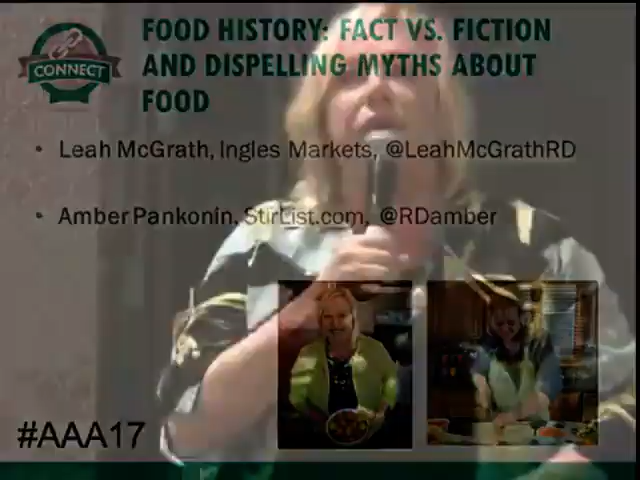 FOOD HISTORY: FACT VS. FICTION
AND DISPELLING MYTHS ABOUT
FOOD
CONNECT
• Leah McGrath, Ingles Markets, @LeahMcGrathRD
• Amber Pankonin, StirList.com, @RDamber
#AAA17